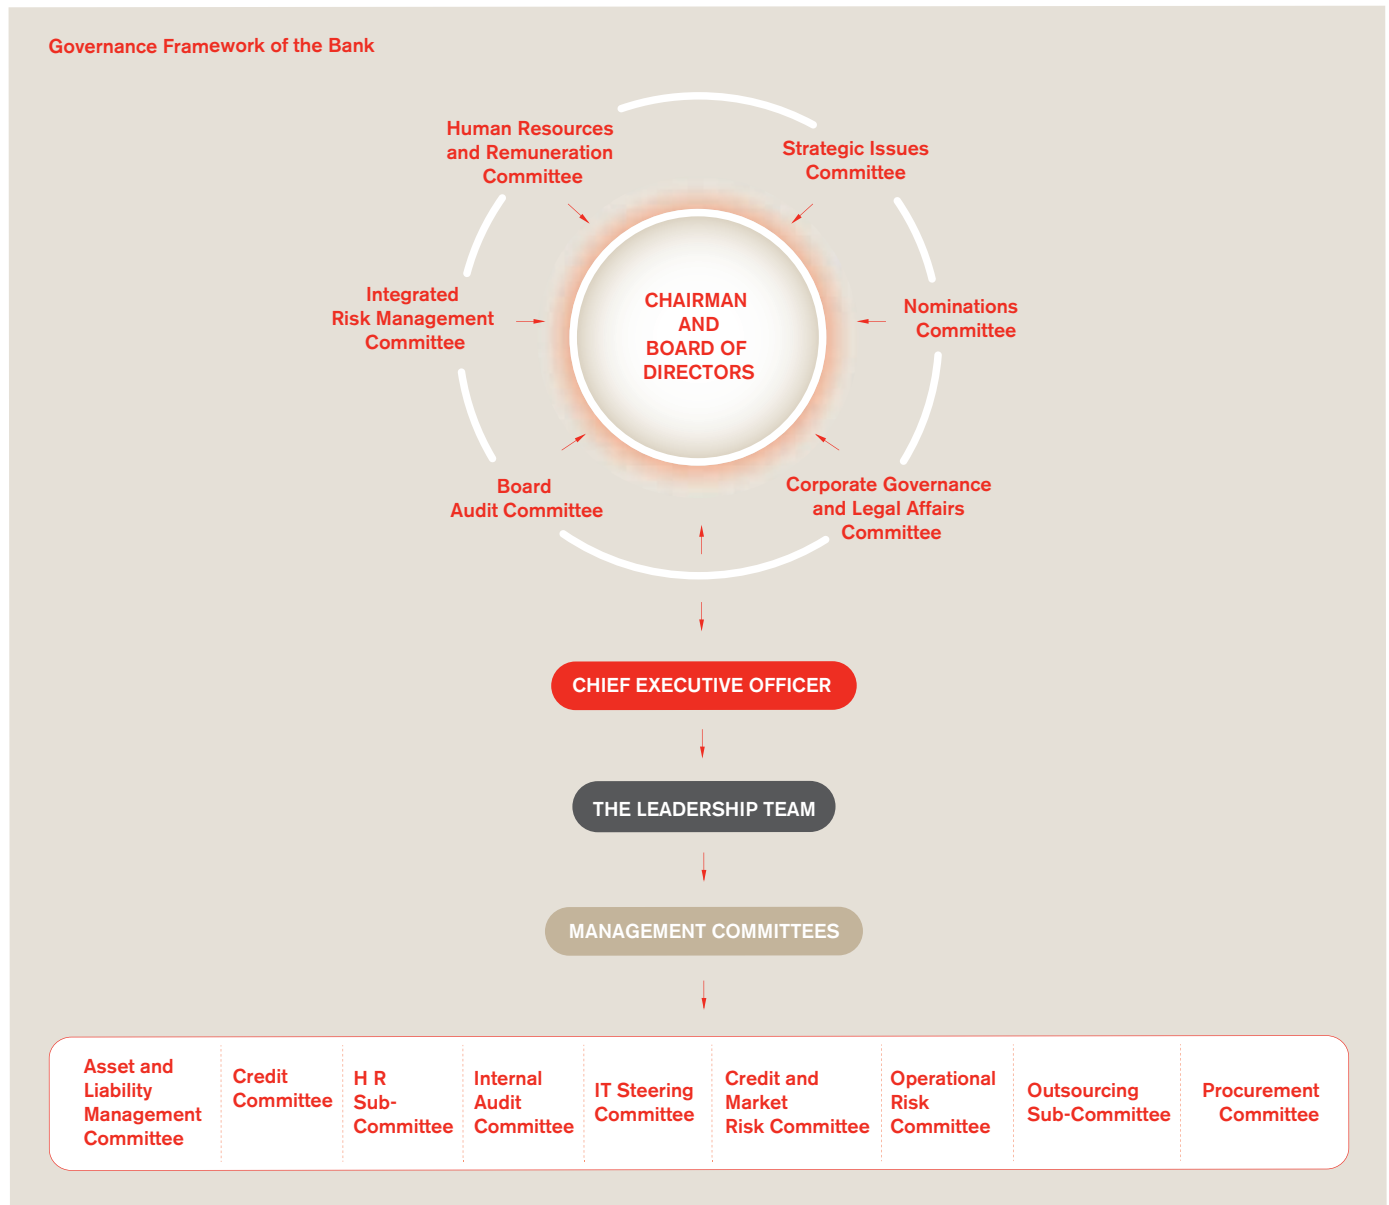 Governance Framework of the Bank
Human Resources
and Remuneration
Committee
Strategic Issues
Committee
Integrated
Risk Management
Committee
CHAIRMAN
AND
BOARD OF
DIRECTORS
Nominations
Committee
Board
Audit Committee
Corporate Governance
and Legal Affairs
Committee
CHIEF EXECUTIVE OFFICER
THE LEADERSHIP TEAM
MANAGEMENT COMMITTEES
Asset and
Liability
Management
Committee
Credit
Committee
H R
Sub-
Committee
Internal
Audit
Committee
IT Steering
Committee
Credit and
Market
Risk Committee
Operational
Risk
Committee
Outsourcing
Sub-Committee
Procurement
Committee